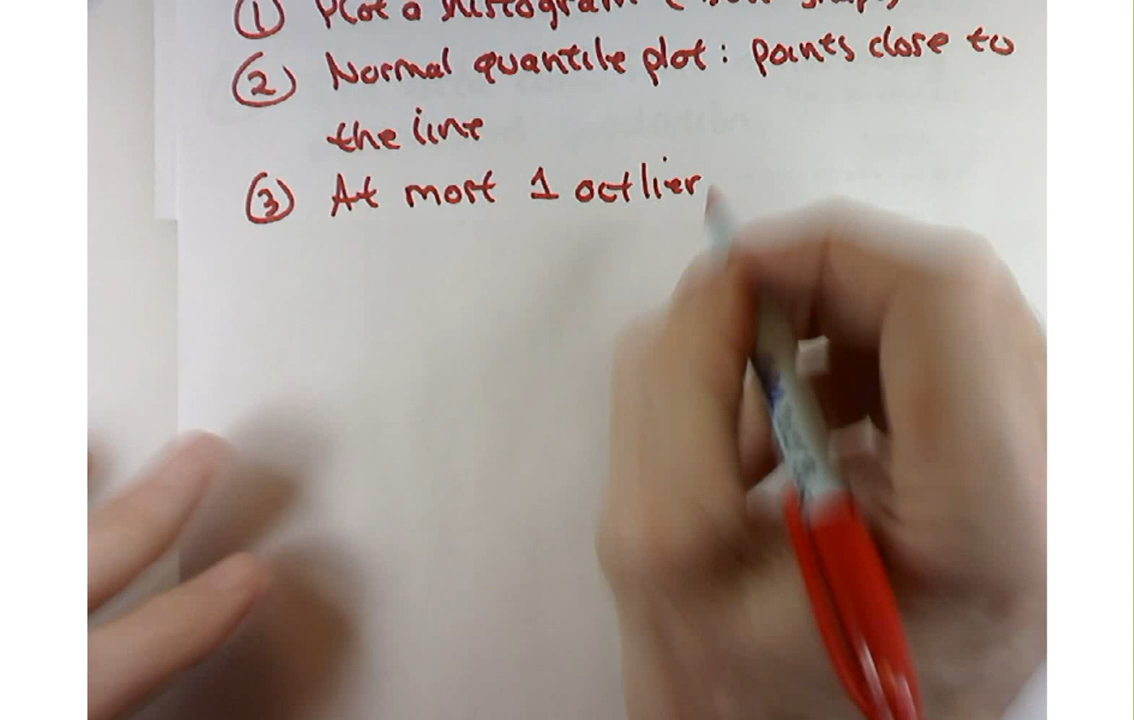 ① Plot a histogram (
② Normal quantile plot: points close to
the line
③ At most 1 outlier